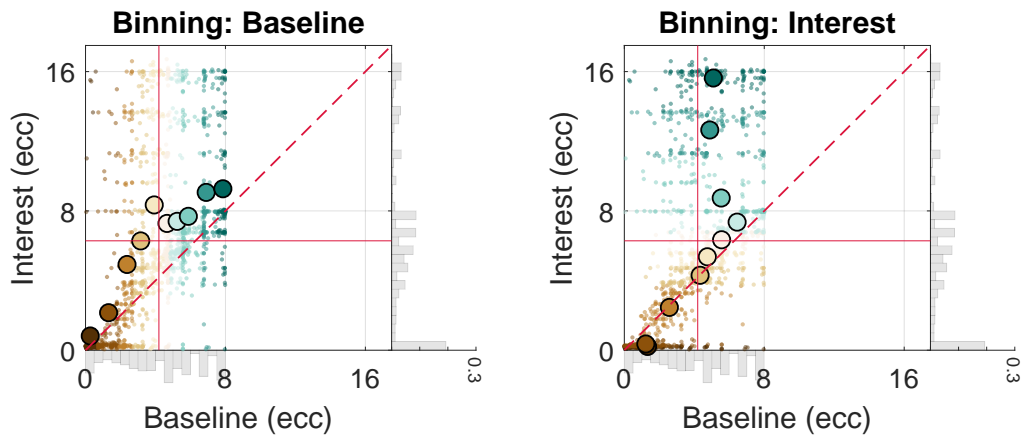 Binning: Baseline
Interest (ecc)
16
8
0
0
8
16
0.3
Baseline (ecc)
Binning: Interest
Interest (ecc)
16
8
0
0
8
16
0.3
Baseline (ecc)